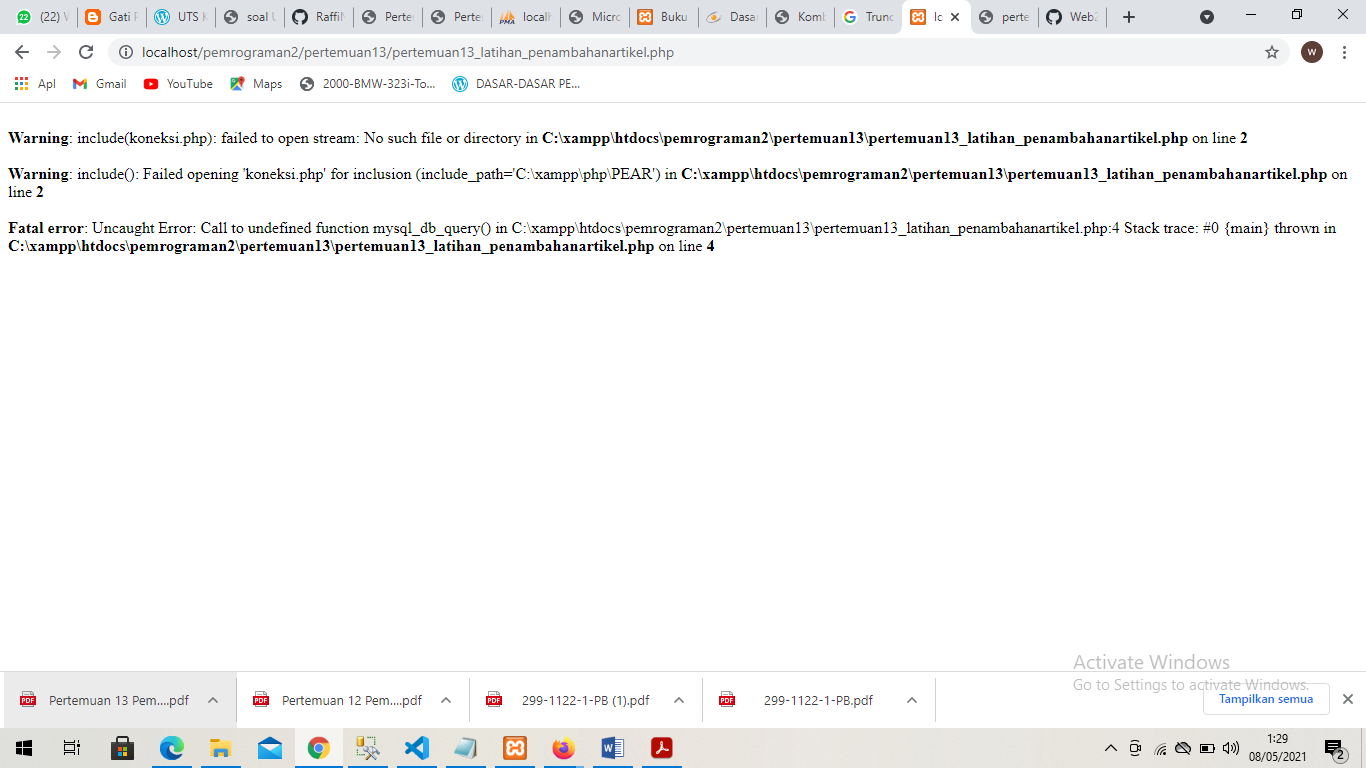 22 (22) W
Gati P
UTS K
soal U
RaffiN
Perte
Perte
PMA localh
Micro
Buku
Dasa
Komb
Trunc
lo
perte
Web2
localhost/pemrograman2/pertemuan13/pertemuan13_latihan_penambahanartikel.php
W
Apl
Gmail
YouTube
Maps
2000-BMW-323i-To...
DASAR-DASAR PE...
Warning: include(koneksi.php): failed to open stream: No such file or directory in C:\xampp\htdocs\pemrograman2\pertemuan13\pertemuan13_latihan_penambahanartikel.php on line 2
Warning: include(): Failed opening 'koneksi.php' for inclusion (include_path='C:\xampp\php\PEAR') in C:\xampp\htdocs\pemrograman2\pertemuan13\pertemuan13_latihan_penambahanartikel.php on
line 2
Fatal error: Uncaught Error: Call to undefined function mysql_db_query() in C:\xampp\htdocs\pemrograman2\pertemuan13\pertemuan13_latihan_penambahanartikel.php:4 Stack trace: #0 {main} thrown in
C:\xampp\htdocs\pemrograman2\pertemuan13\pertemuan13_latihan_penambahanartikel.php on line 4
Activate Windows
Go to Settings to activate Windows.
PDF Pertemuan 13 Pem....pdf
PDF Pertemuan 12 Pem....pdf
PDF 299-1122-1-PB (1).pdf
PDF 299-1122-1-PB.pdf
Tampilkan semua
1:29
08/05/2021
2